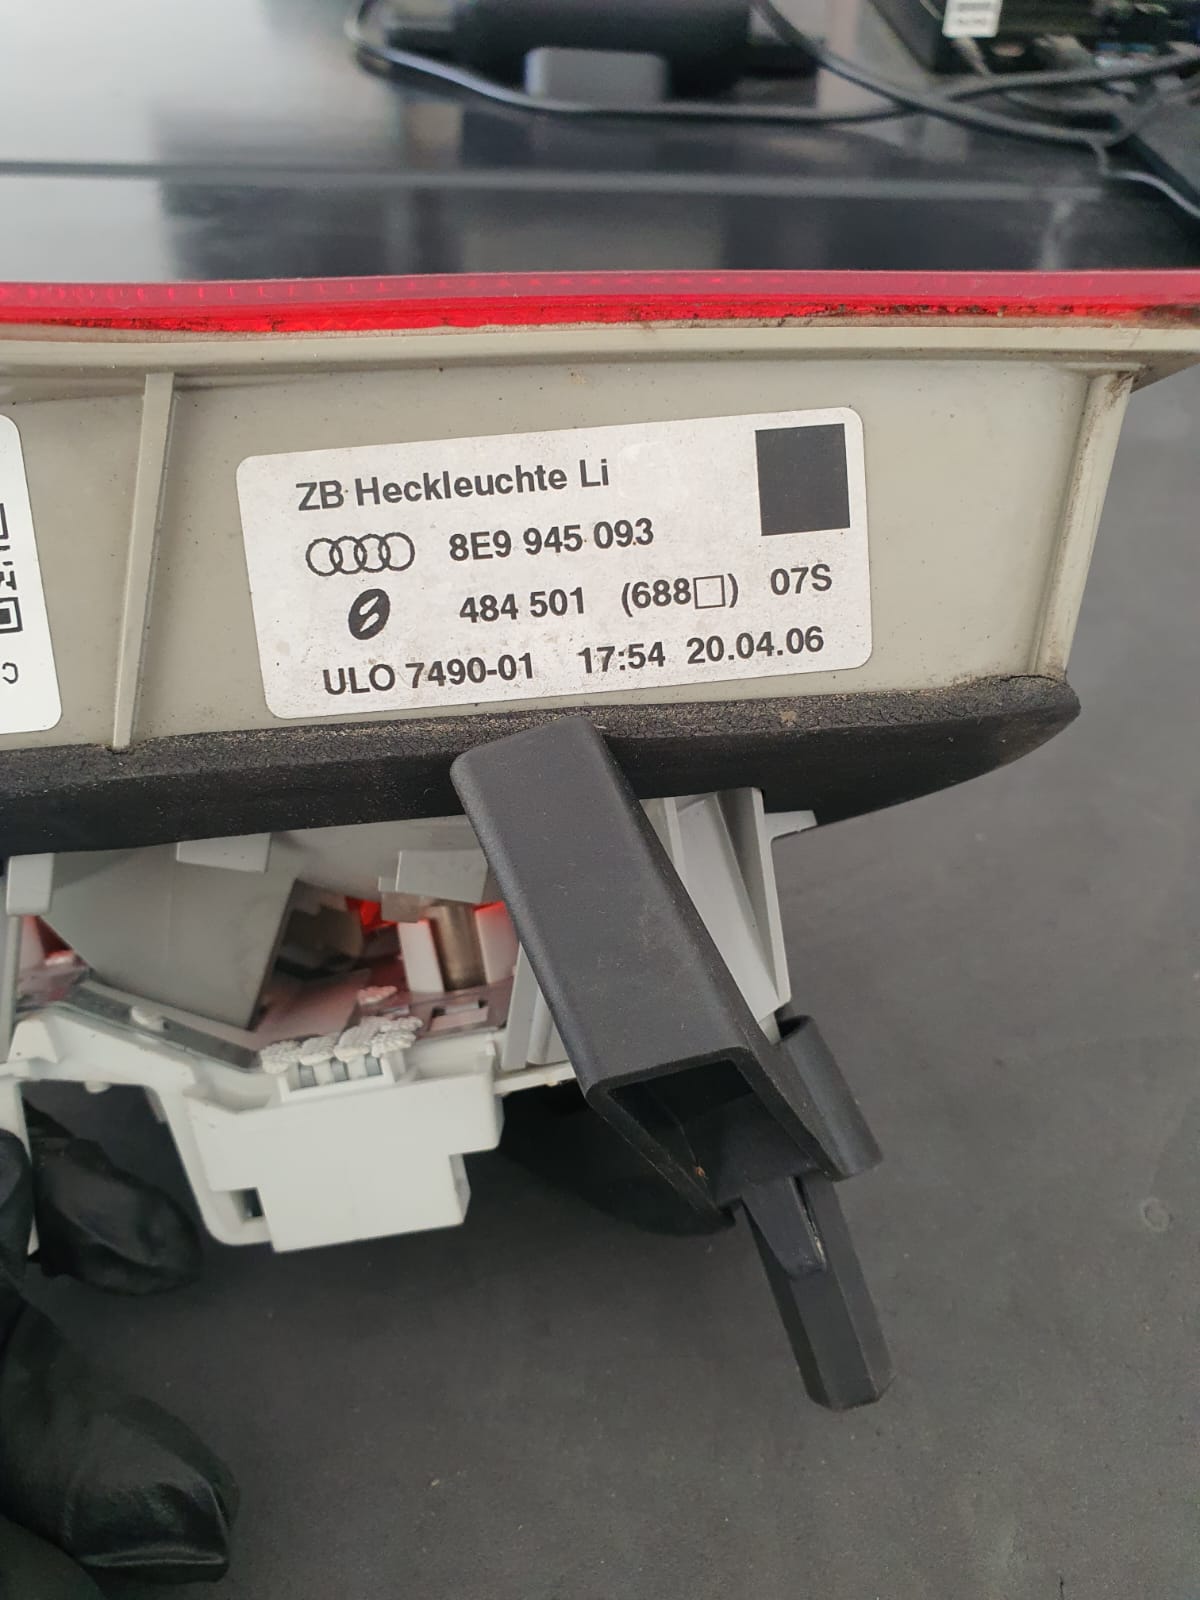 ZB Heckleuchte Li
8E9 945 093
484 501 (688□) 07S
ULO 7490-01 17:54 20.04.06